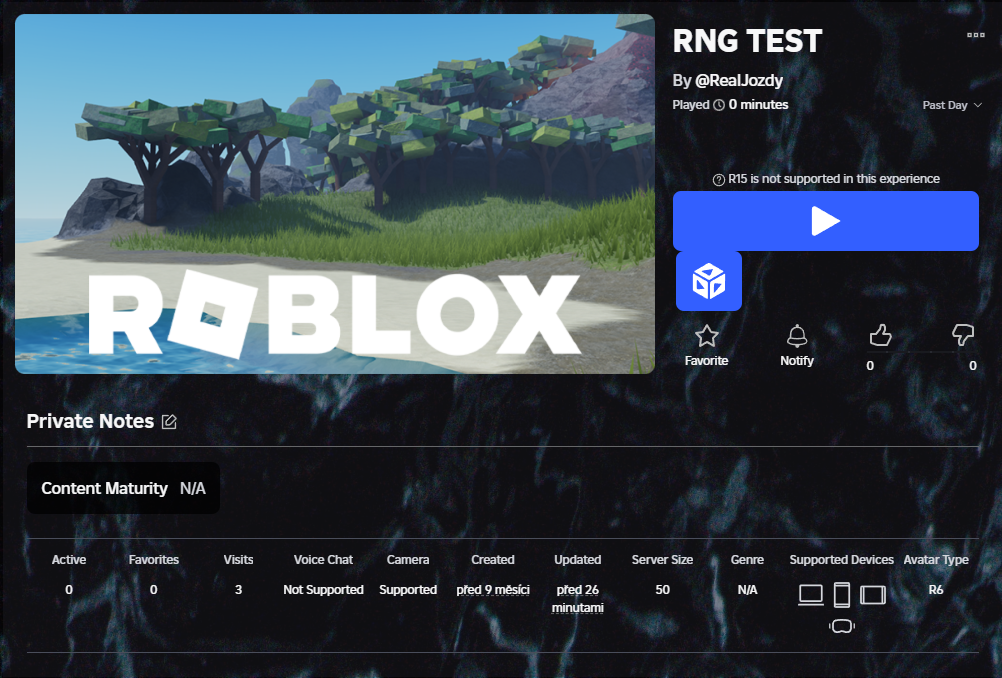 RNG TEST
By @RealJozdy
Played 0 minutes
Past Day
R15 is not supported in this experience
ROBLOX
Favorite
Notify
0
0
Private Notes
Content Maturity N/A
Active Favorites Visits Voice Chat Camera Created Updated Server Size Genre Supported Devices Avatar Type
0 0 3 Not Supported Supported před 9 měsíci před 26 50 N/A R6
minutami